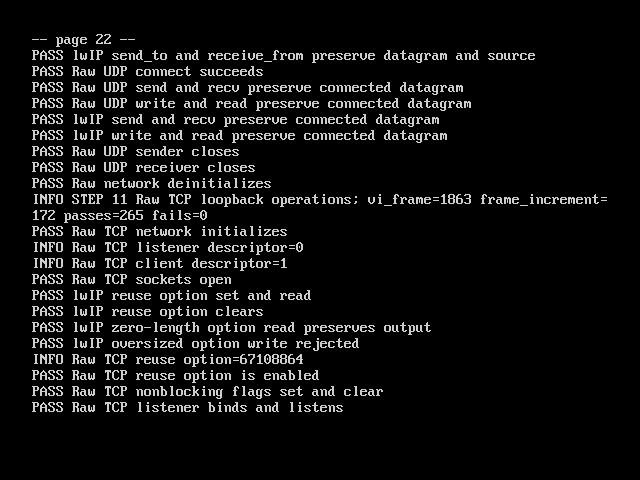 -- page 22 --
PASS lwIP send_to and receive_from preserve datagram and source
PASS Raw UDP connect succeeds
PASS Raw UDP send and recv preserve connected datagram
PASS Raw UDP write and read preserve connected datagram
PASS lwIP send and recv preserve connected datagram
PASS lwIP write and read preserve connected datagram
PASS Raw UDP sender closes
PASS Raw UDP receiver closes
PASS Raw network deinitializes
INFO STEP 11 Raw TCP loopback operations; vi_frame=1863 frame_increment=
172 passes=265 fails=0
PASS Raw TCP network initializes
INFO Raw TCP listener descriptor=0
INFO Raw TCP client descriptor=1
PASS Raw TCP sockets open
PASS lwIP reuse option set and read
PASS lwIP reuse option clears
PASS lwIP zero-length option read preserves output
PASS lwIP oversized option write rejected
INFO Raw TCP reuse option=67108864
PASS Raw TCP reuse option is enabled
PASS Raw TCP nonblocking flags set and clear
PASS Raw TCP listener binds and listens